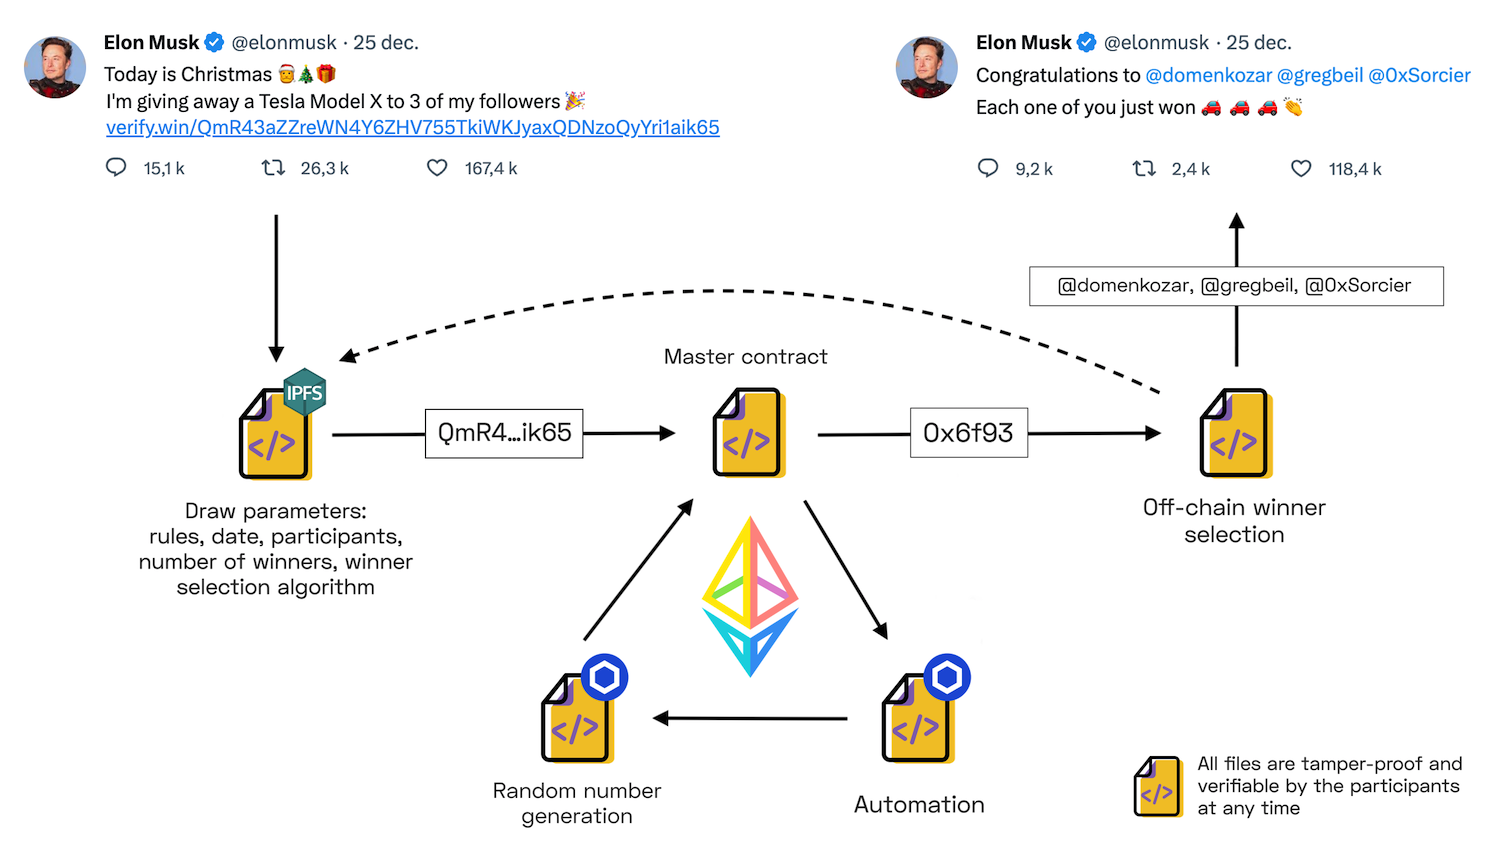 Elon Musk @elonmusk · 25 dec.
Today is Christmas 🎅🎄🎁
I'm giving away a Tesla Model X to 3 of my followers 🎉
verify.win/QmR43aZZreWN4Y6ZHV755TkiWKJyaxQDNzoQyYri1aik65
15,1 k 26,3 k 167,4 k
Elon Musk @elonmusk · 25 dec.
Congratulations to @domenkozar @gregbeil @0xSorcier
Each one of you just won 🚗 🚗 🚗 👏
9,2 k 2,4 k 118,4 k
@domenkozar, @gregbeil, @0xSorcier
Master contract
IPFS
</>
QmR4...ik65
</>
0x6f93
</>
Draw parameters:
rules, date, participants,
number of winners, winner
selection algorithm
Off-chain winner
selection
</>
Random number
generation
</>
Automation
</>
All files are tamper-proof and
verifiable by the participants
at any time